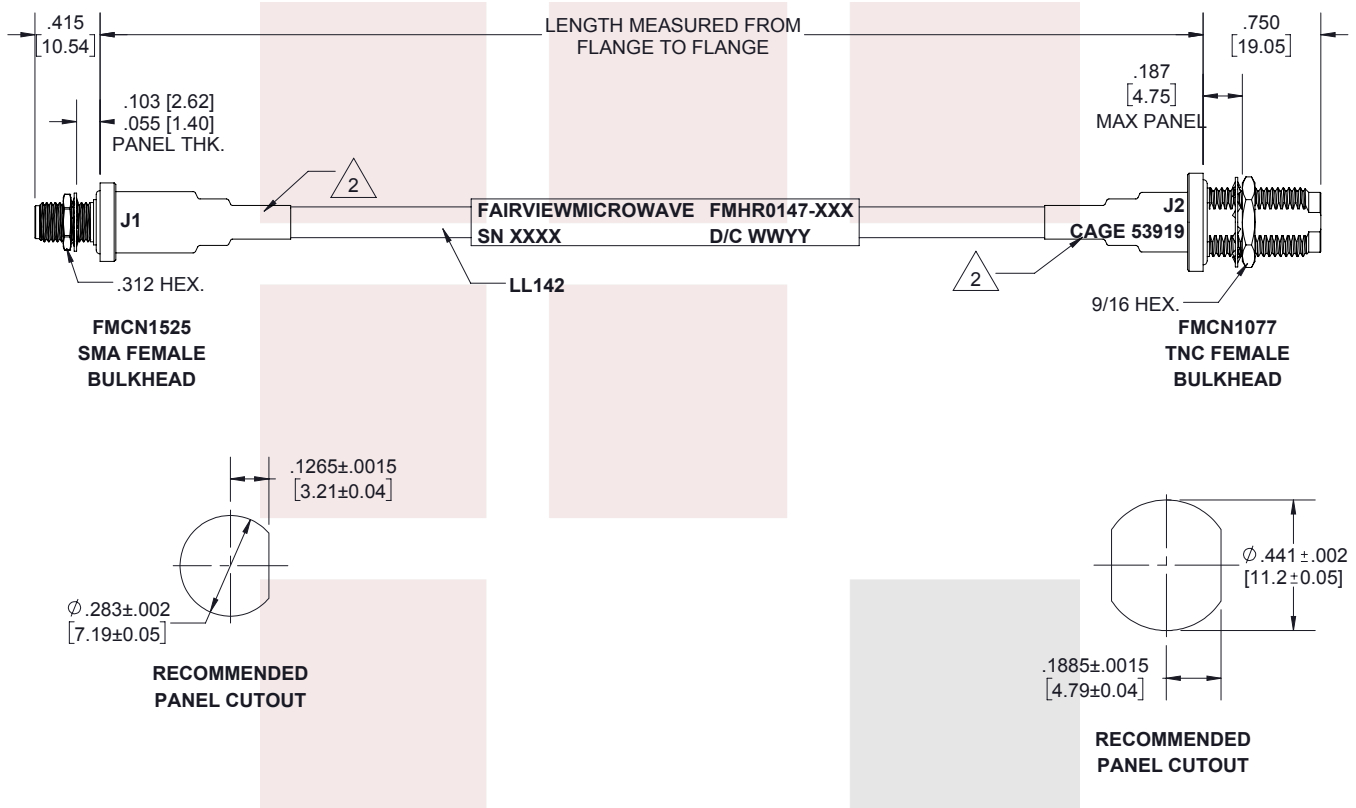 .415
[10.54]
LENGTH MEASURED FROM
FLANGE TO FLANGE
.750
[19.05]
.103 [2.62]
.055 [1.40]
PANEL THK.
.187
[4.75]
MAX PANEL
2
J1
FAIRVIEWMICROWAVE FMHR0147-XXX
SN XXXX D/C WWYY
J2
CAGE 53919
2
.312 HEX.
LL142
9/16 HEX.
FMCN1525
SMA FEMALE
BULKHEAD
FMCN1077
TNC FEMALE
BULKHEAD
.1265±.0015
[3.21±0.04]
∅.283±.002
[7.19±0.05]
RECOMMENDED
PANEL CUTOUT
∅.441±.002
[11.2±0.05]
.1885±.0015
[4.79±0.04]
RECOMMENDED
PANEL CUTOUT